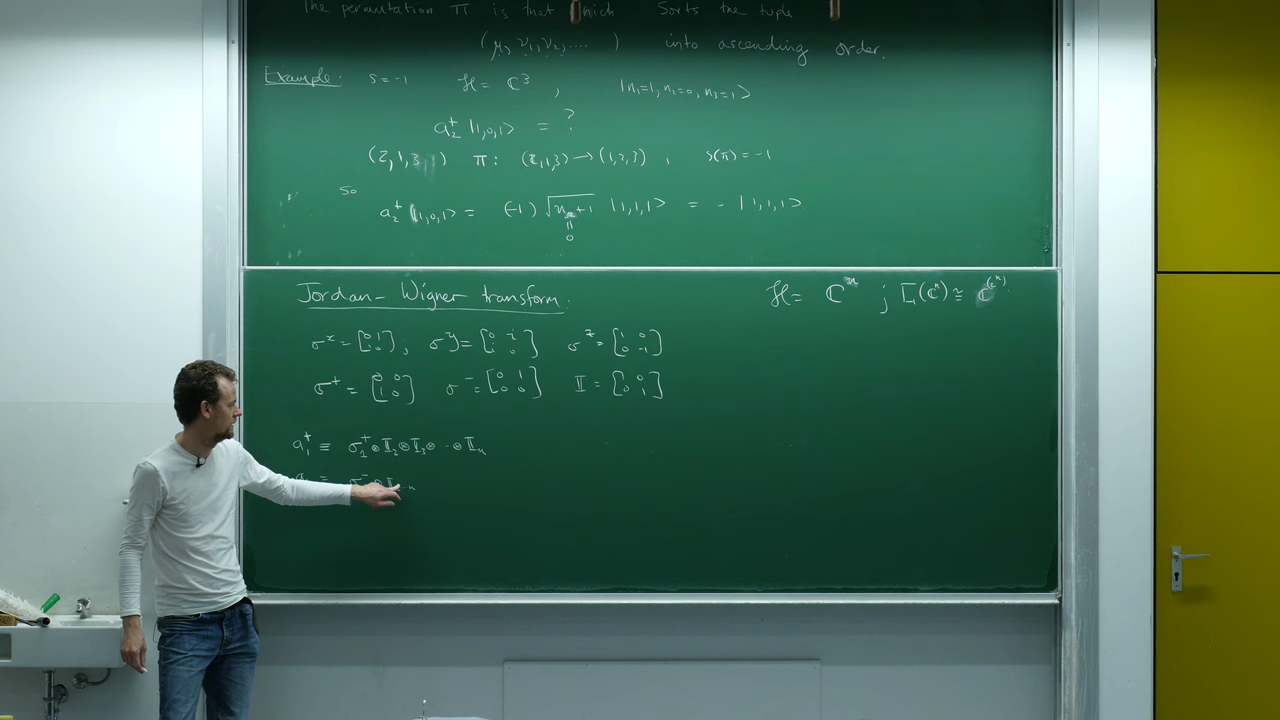 The permutation π is that which sorts the tuple
(μ, ν₁, ν₂, ....) into ascending order.
Example: s=-1 ℋ = ℂ³, |n₁=1, n₂=0, n₃=1⟩
a₂⁺ |1,0,1⟩ = ?
(2,1,3) π: (2,1,3) → (1,2,3), s(π) = -1
so
a₂⁺ |1,0,1⟩ = (-1) √(n₂+1) |1,1,1⟩ = - |1,1,1⟩
||
0
Jordan-Wigner transform. ℋ = ℂⁿ ;
σˣ = [0 1; 1 0], σʸ = [0 i; i 0] σᶻ = [1 0; 0 -1]
σ⁺ = [0 0; 1 0] σ⁻ = [0 1; 0 0] 𝕀 = [0 0; 0 1]
a₁⁺ ≡ σ₁⁺ ⊗ 𝕀₂ ⊗ 𝕀₃ ⊗ -- ⊗ 𝕀ₙ